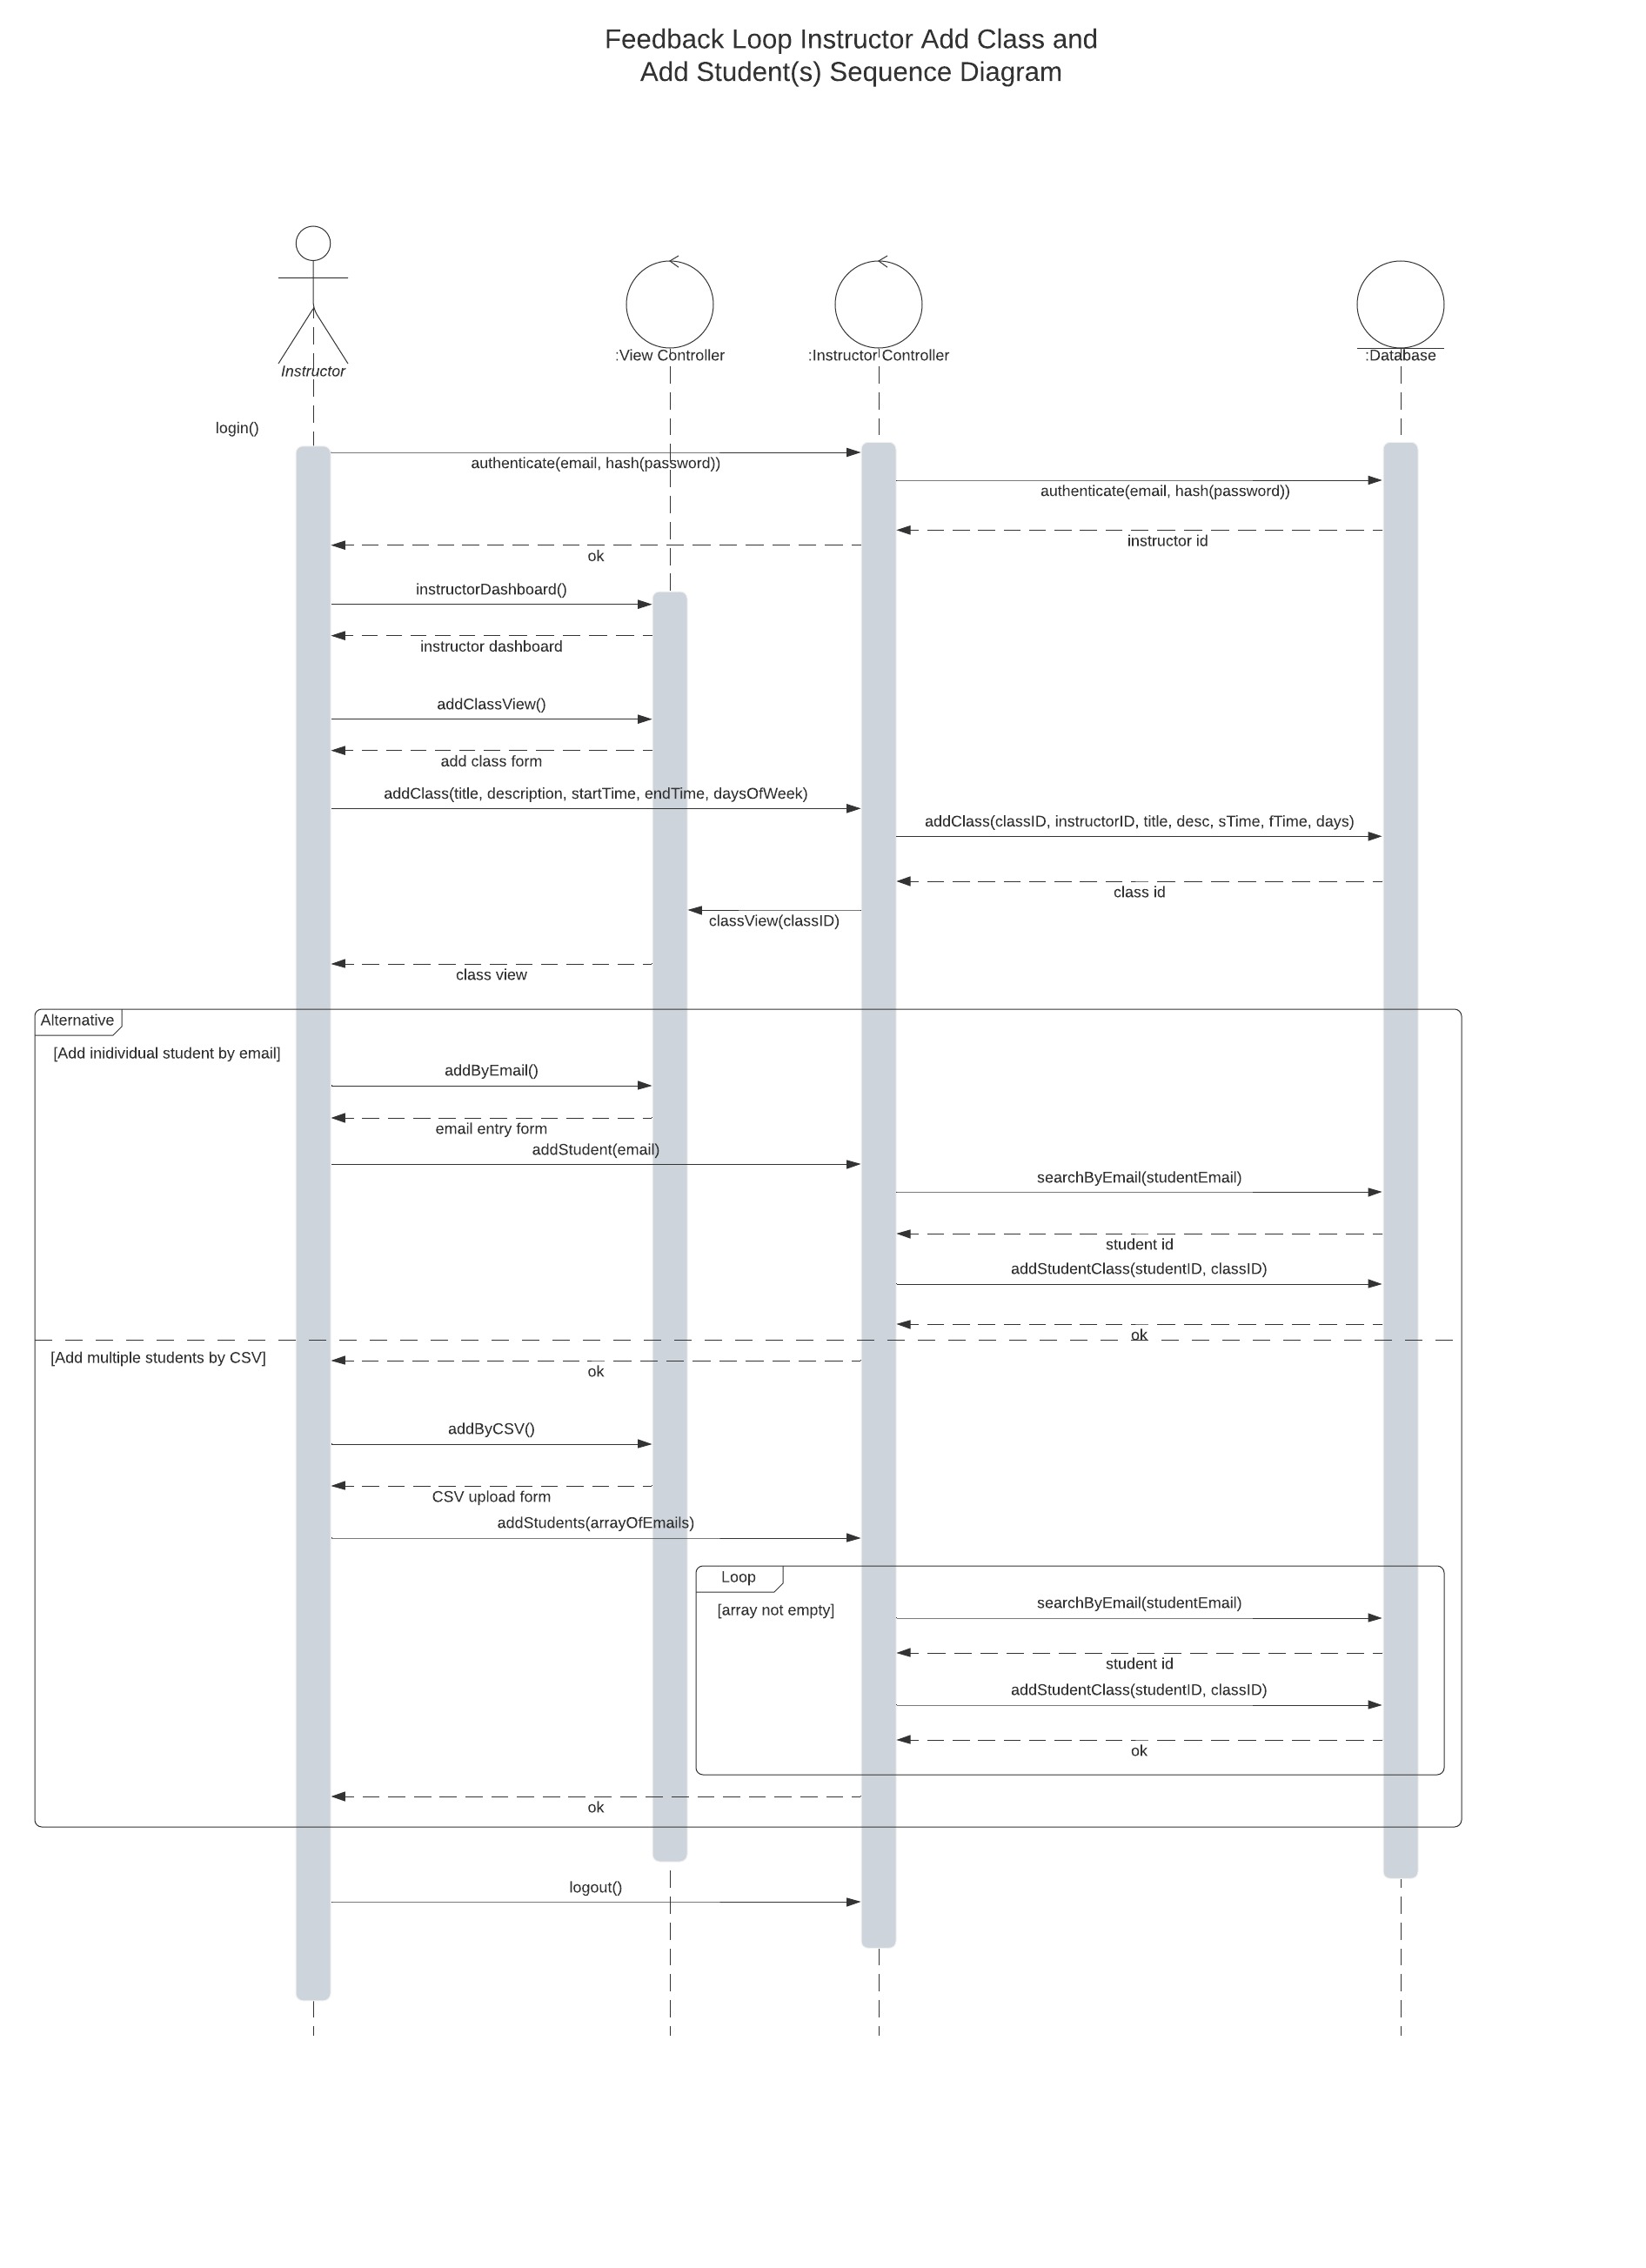 Feedback Loop Instructor Add Class and
Add Student(s) Sequence Diagram
:View Controller
:Instructor Controller
:Database
Instructor
login()
authenticate(email, hash(password))
authenticate(email, hash(password))
instructor id
ok
instructorDashboard()
instructor dashboard
addClassView()
add class form
addClass(title, description, startTime, endTime, daysOfWeek)
addClass(classID, instructorID, title, desc, sTime, fTime, days)
class id
classView(classID)
class view
Alternative
[Add inidividual student by email]
addByEmail()
email entry form
addStudent(email)
searchByEmail(studentEmail)
student id
addStudentClass(studentID, classID)
ok
[Add multiple students by CSV]
ok
addByCSV()
CSV upload form
addStudents(arrayOfEmails)
Loop
[array not empty]
searchByEmail(studentEmail)
student id
addStudentClass(studentID, classID)
ok
ok
logout()